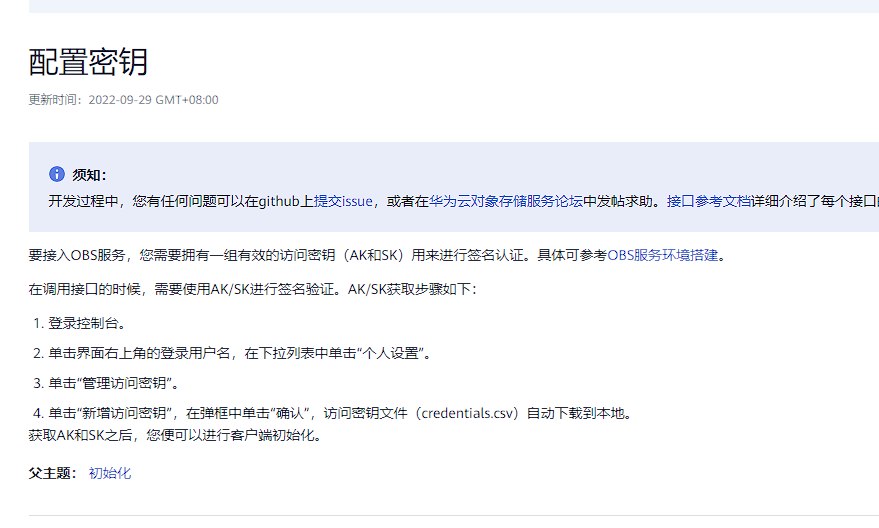 配置密钥
更新时间：2022-09-29 GMT+08:00
须知：
开发过程中，您有任何问题可以在github上提交issue，或者在华为云对象存储服务论坛中发帖求助。接口参考文档详细介绍了每个接口
要接入OBS服务，您需要拥有一组有效的访问密钥（AK和SK）用来进行签名认证。具体可参考OBS服务环境搭建。
在调用接口的时候，需要使用AK/SK进行签名验证。AK/SK获取步骤如下：
1. 登录控制台。
2. 单击界面右上角的登录用户名，在下拉列表中单击“个人设置”。
3. 单击“管理访问密钥”。
4. 单击“新增访问密钥”，在弹框中单击“确认”，访问密钥文件（credentials.csv）自动下载到本地。
获取AK和SK之后，您便可以进行客户端初始化。
父主题： 初始化